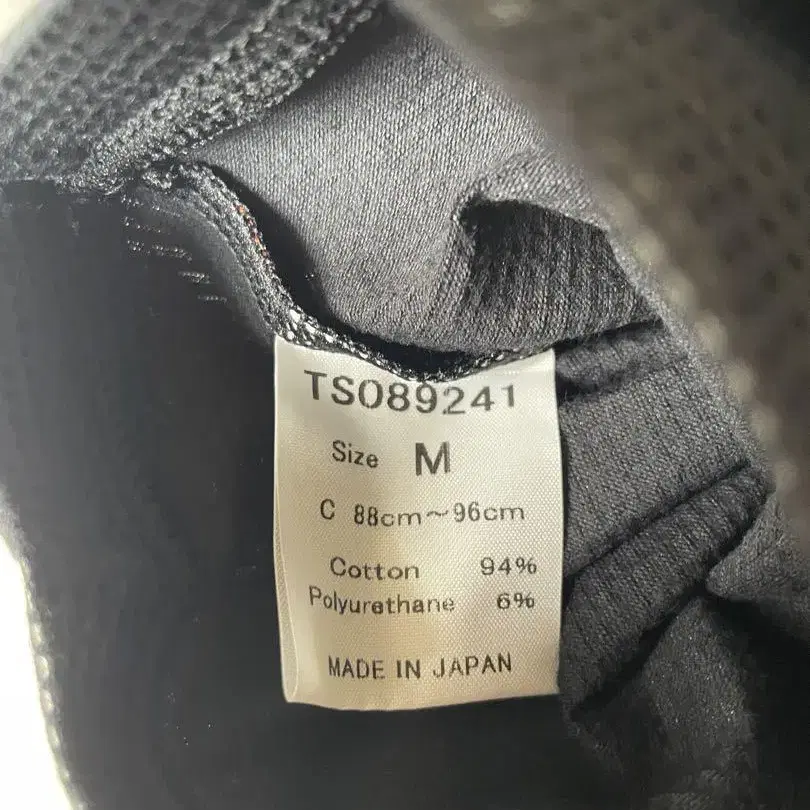 TS089241
Size M
C 88cm～96cm
Cotton 94%
Polyurethane 6%
MADE IN JAPAN